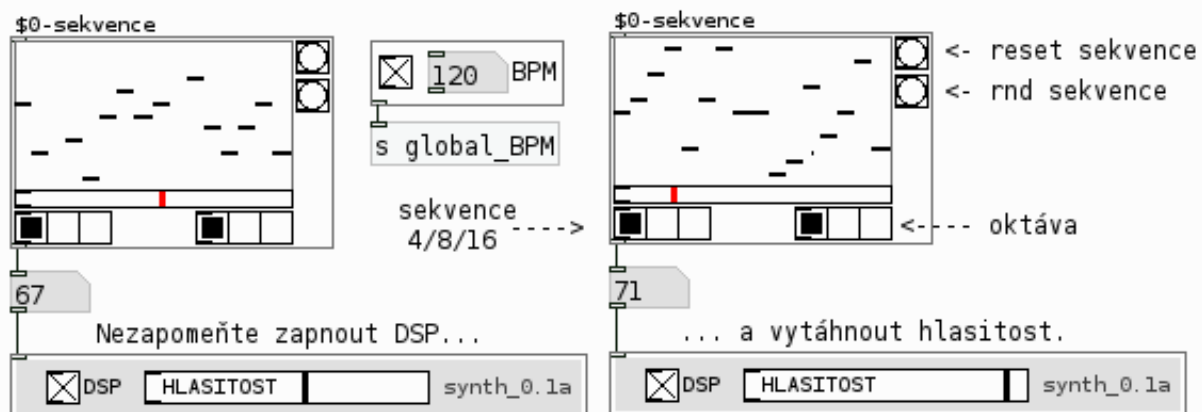 $0-sekvence
120 BPM
s global_BPM
sekvence ---->
4/8/16
67
Nezapomeňte zapnout DSP...
DSP HLASITOST synth_0.1a
$0-sekvence
<- reset sekvence
<- rnd sekvence
<---- oktáva
71
... a vytáhnout hlasitost.
DSP HLASITOST synth_0.1a